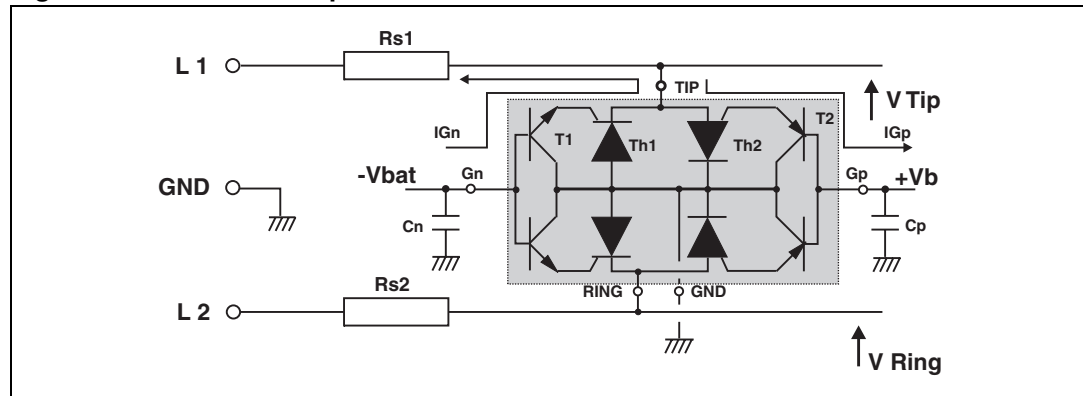 Rs1
L 1
TIP
V Tip
T1
T2
IGn
Th1
Th2
IGp
-Vbat
Gn
Gp
+Vb
GND
Cn
Cp
Rs2
RING
GND
L 2
V Ring